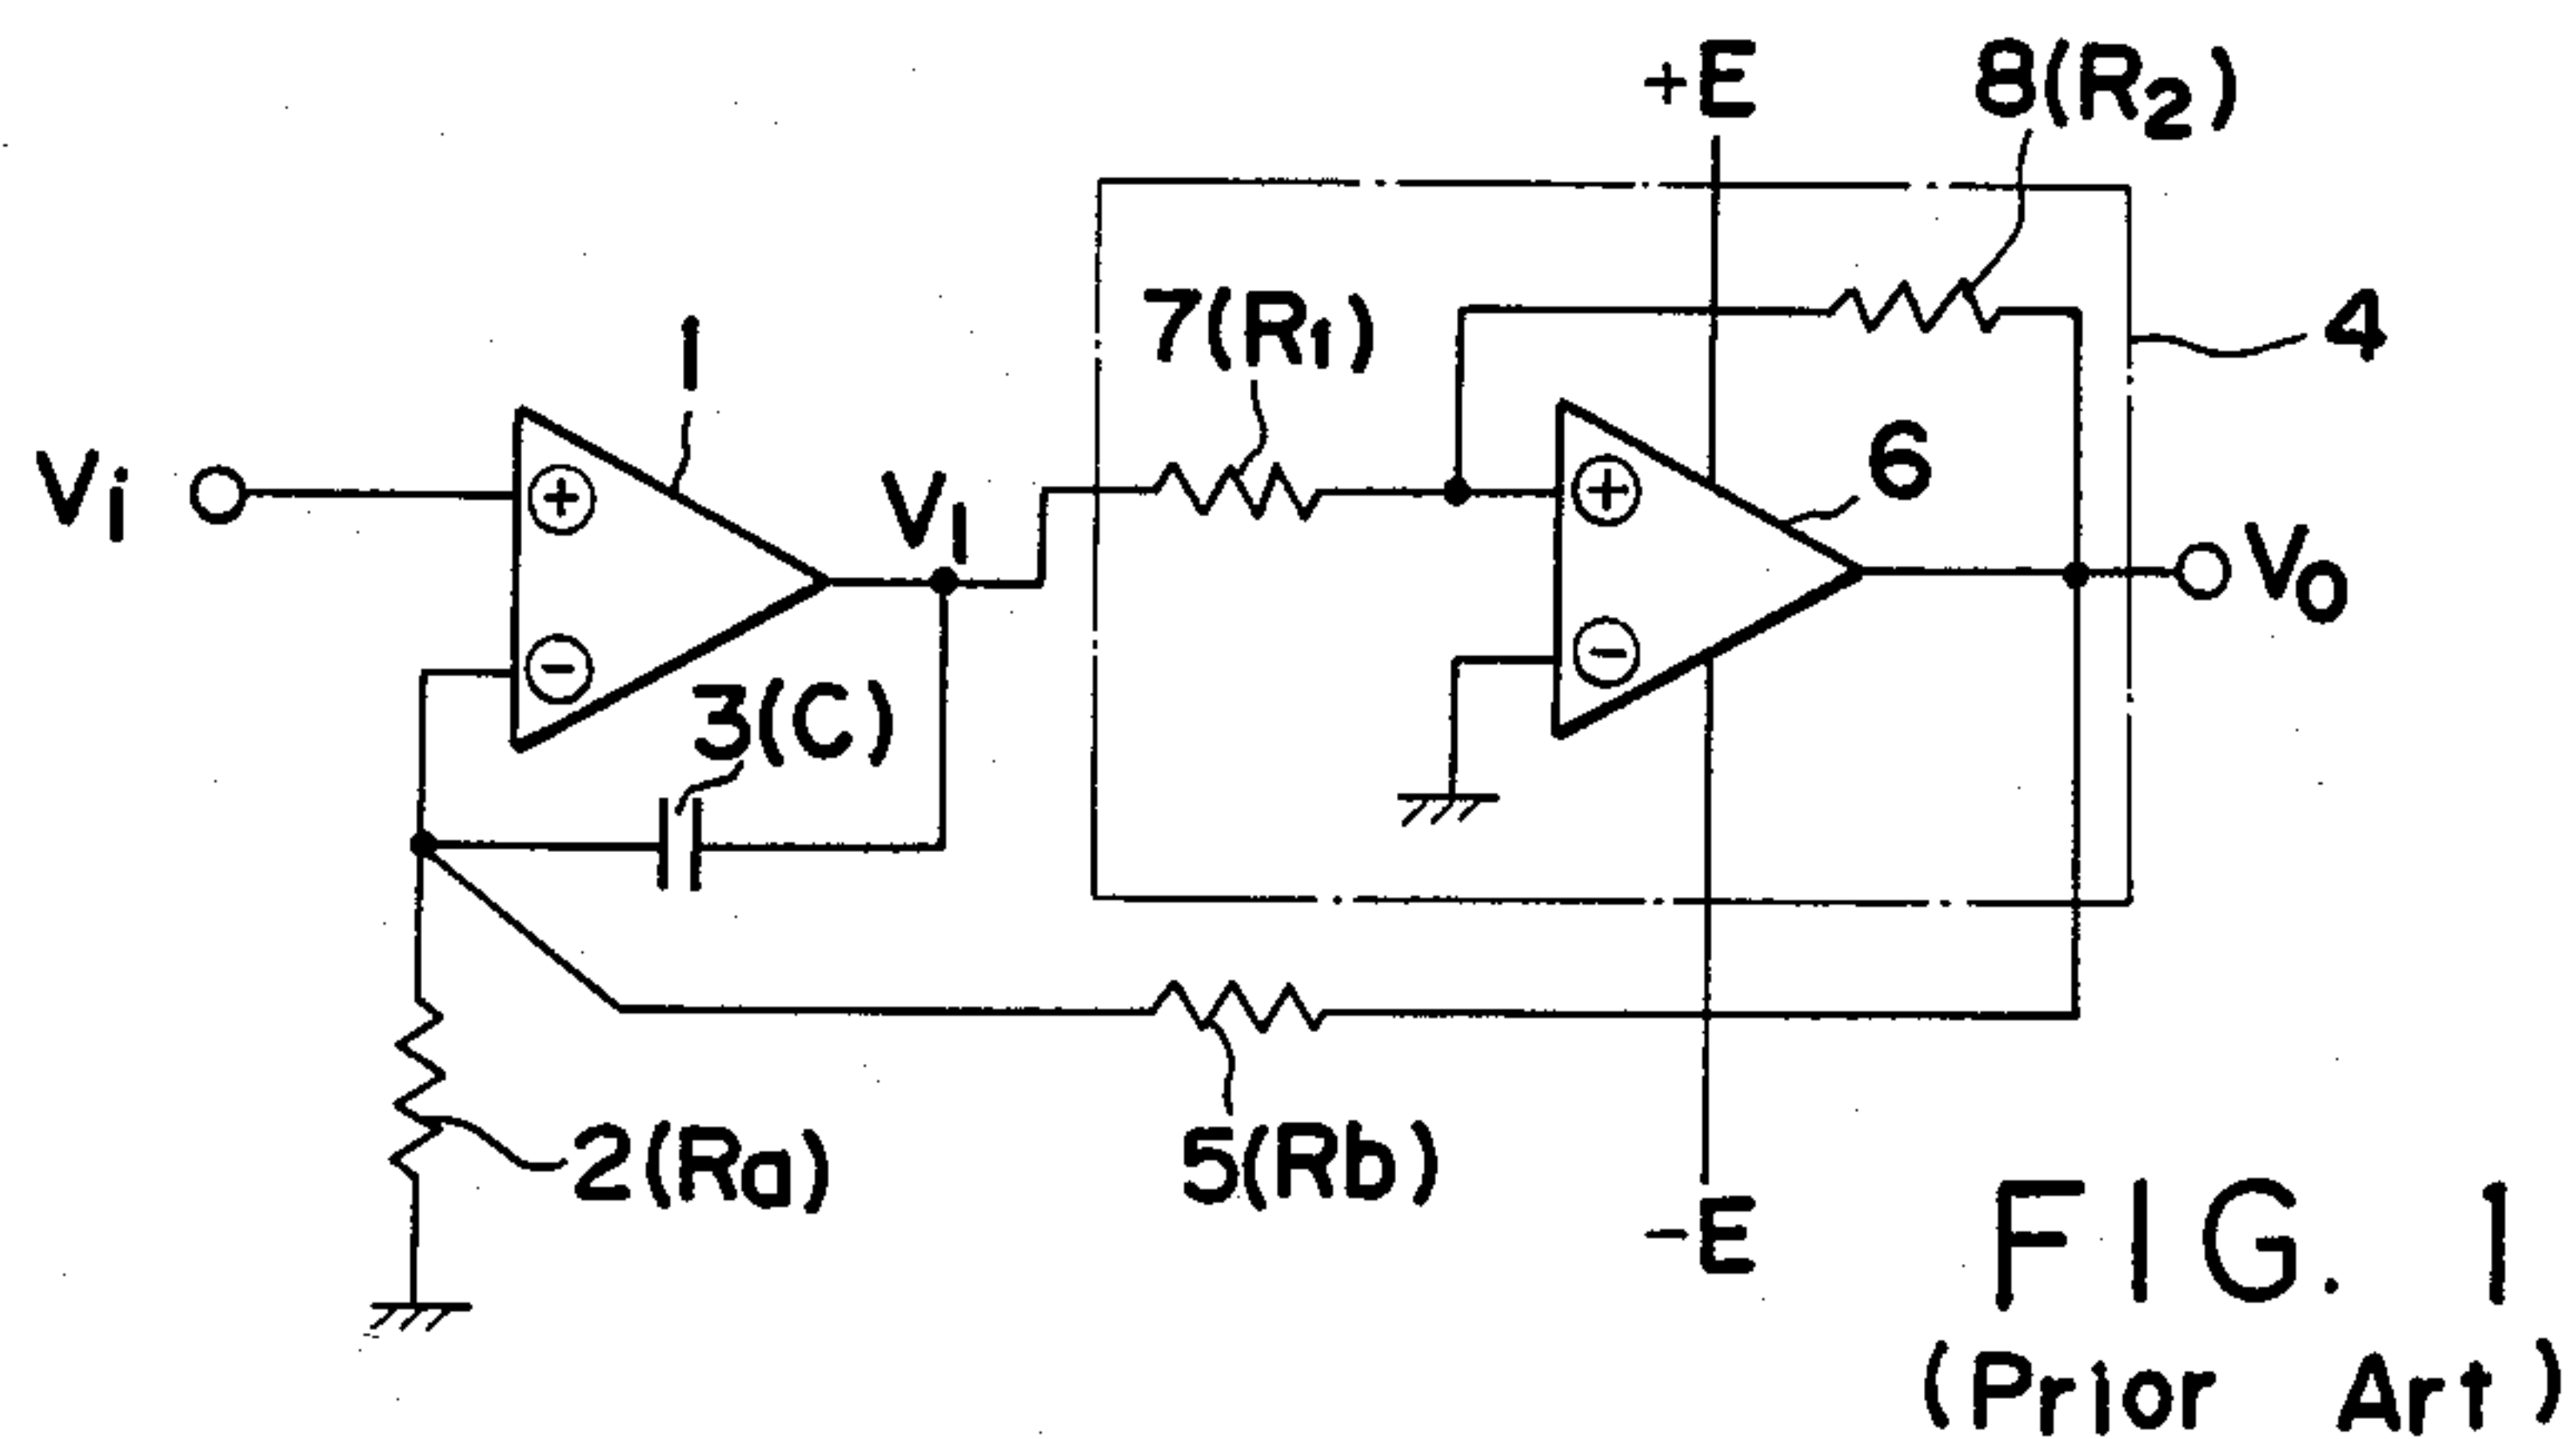 +E
8(R2)
7(R1)
4
1
6
Vi
V1
VO
+
+
-
-
3(C)
2(Ra)
5(Rb)
-E
FIG. 1
(Prior Art)